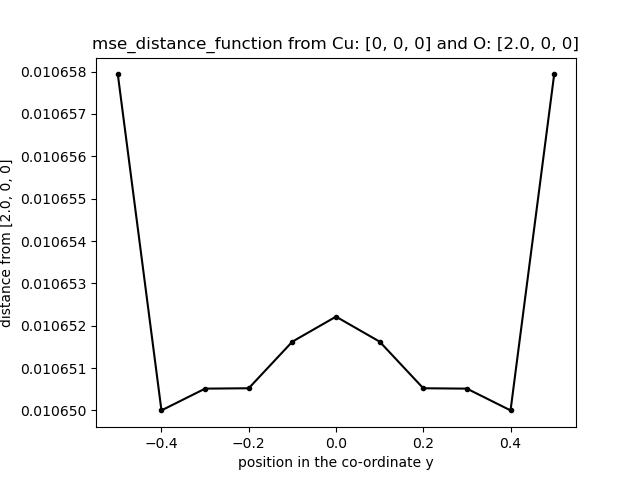 mse_distance_function from Cu: [0, 0, 0] and O: [2.0, 0, 0]
0.010658
0.010657
0.010656
0.010655
0.010654
0.010653
0.010652
0.010651
0.010650
distance from [2.0, 0, 0]
−0.4 −0.2 0.0 0.2 0.4
position in the co-ordinate y